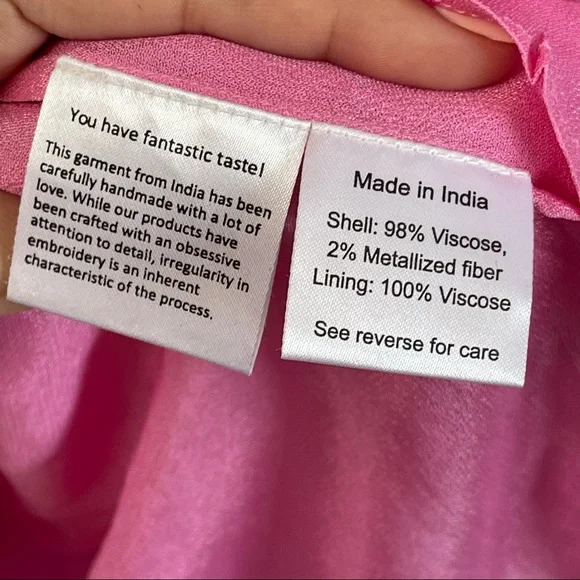 You have fantastic taste!
This garment from India has been
carefully handmade with a lot of
love. While our products have
been crafted with an obsessive
attention to detail, irregularity in
embroidery is an inherent
characteristic of the process.
Made in India
Shell: 98% Viscose,
2% Metallized fiber
Lining: 100% Viscose
See reverse for care